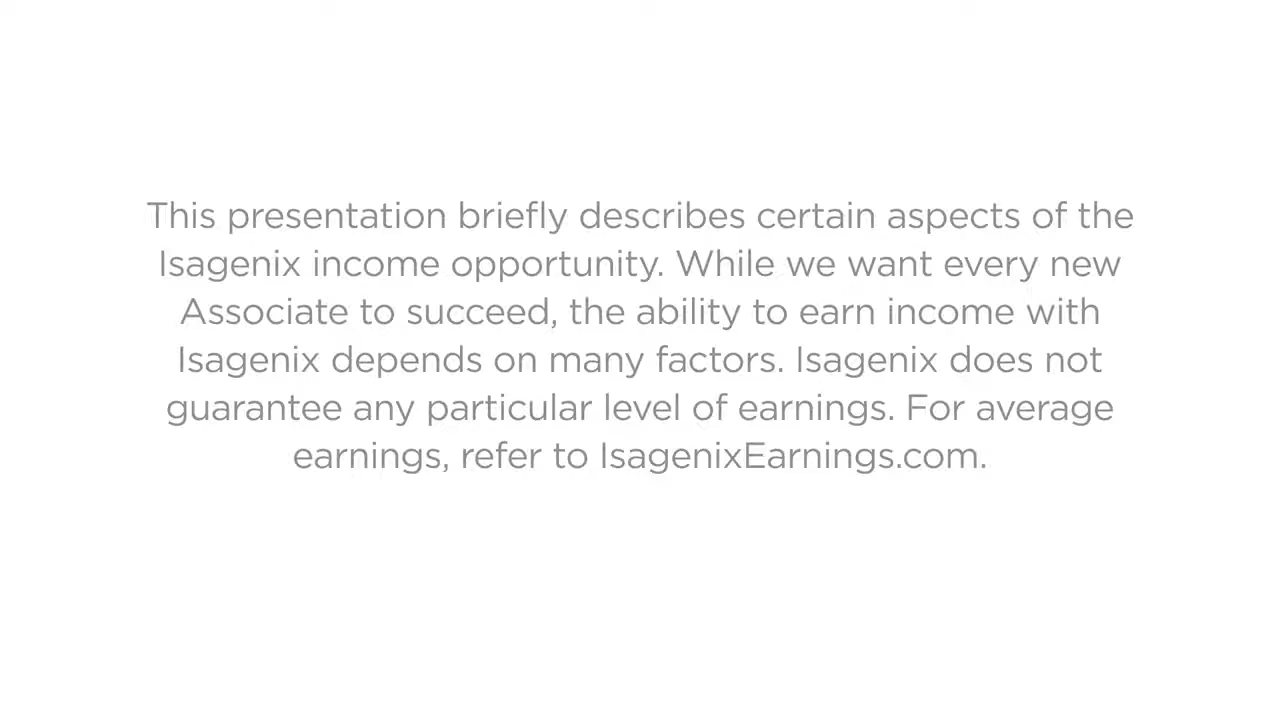 This presentation briefly describes certain aspects of the
Isagenix income opportunity. While we want every new
Associate to succeed, the ability to earn income with
Isagenix depends on many factors. Isagenix does not
guarantee any particular level of earnings. For average
earnings, refer to IsagenixEarnings.com.